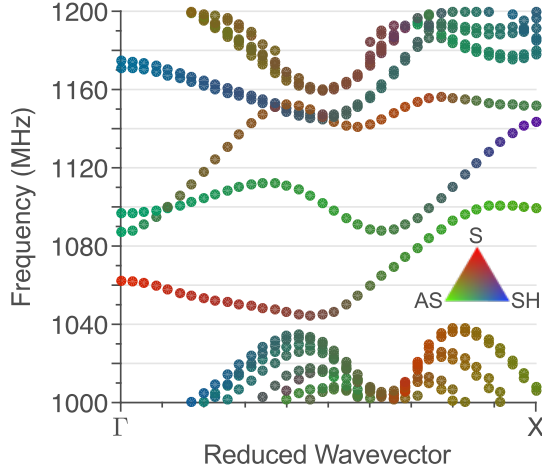 1200
1160
1120
1080
1040
1000
Frequency (MHz)
S
AS
SH
Γ
X
Reduced Wavevector